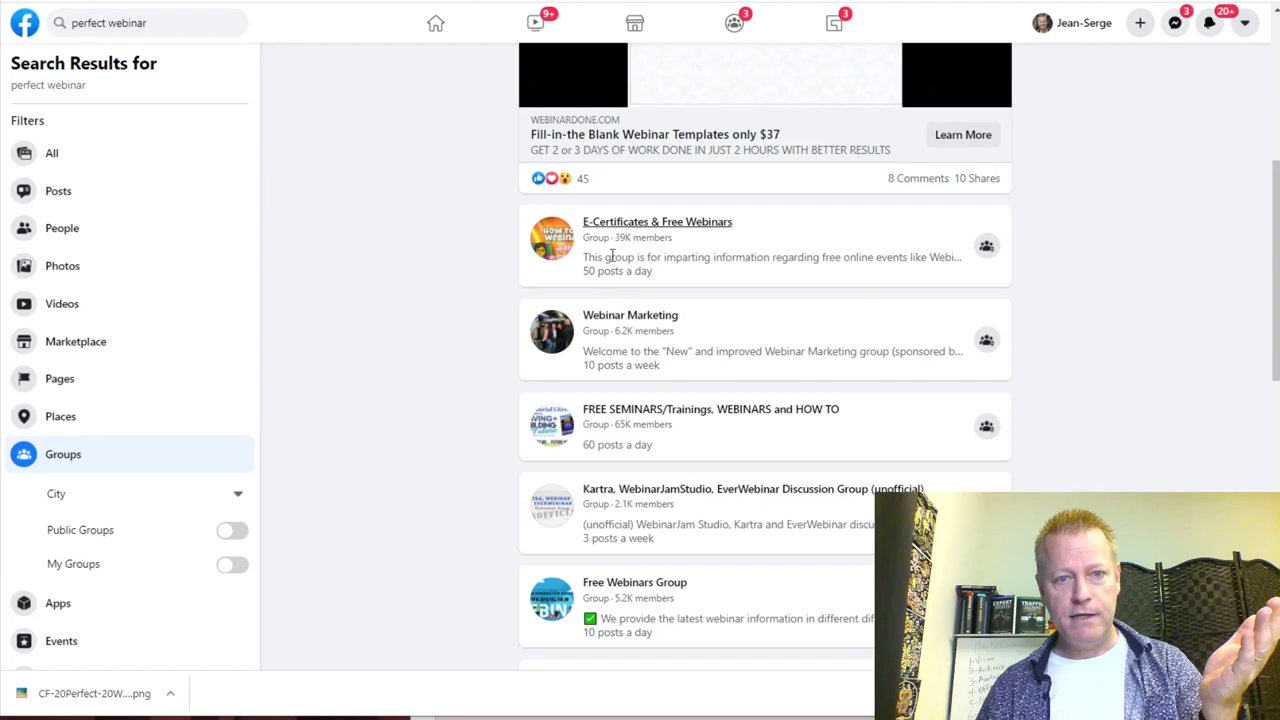 perfect webinar
9+
3
3
Jean-Serge
3
20+
Search Results for
perfect webinar
Filters
All
Posts
People
Photos
Videos
Marketplace
Pages
Places
Groups
City
Public Groups
My Groups
Apps
Events
WEBINARDONE.COM
Fill-in-the Blank Webinar Templates only $37
GET 2 or 3 DAYS OF WORK DONE IN JUST 2 HOURS WITH BETTER RESULTS
Learn More
45
8 Comments 10 Shares
E-Certificates & Free Webinars
Group · 39K members
This group is for imparting information regarding free online events like Webi...
50 posts a day
Webinar Marketing
Group · 6.2K members
Welcome to the "New" and improved Webinar Marketing group (sponsored b...
10 posts a week
FREE SEMINARS/Trainings, WEBINARS and HOW TO
Group · 65K members
60 posts a day
Kartra, WebinarJamStudio, EverWebinar Discussion Group (unofficial)
Group · 2.1K members
(unofficial) WebinarJam Studio, Kartra and EverWebinar discu
3 posts a week
Free Webinars Group
Group · 5.2K members
We provide the latest webinar information in different dif
10 posts a day
CF-20Perfect-20W....png
EXPERT
TRAFFIC